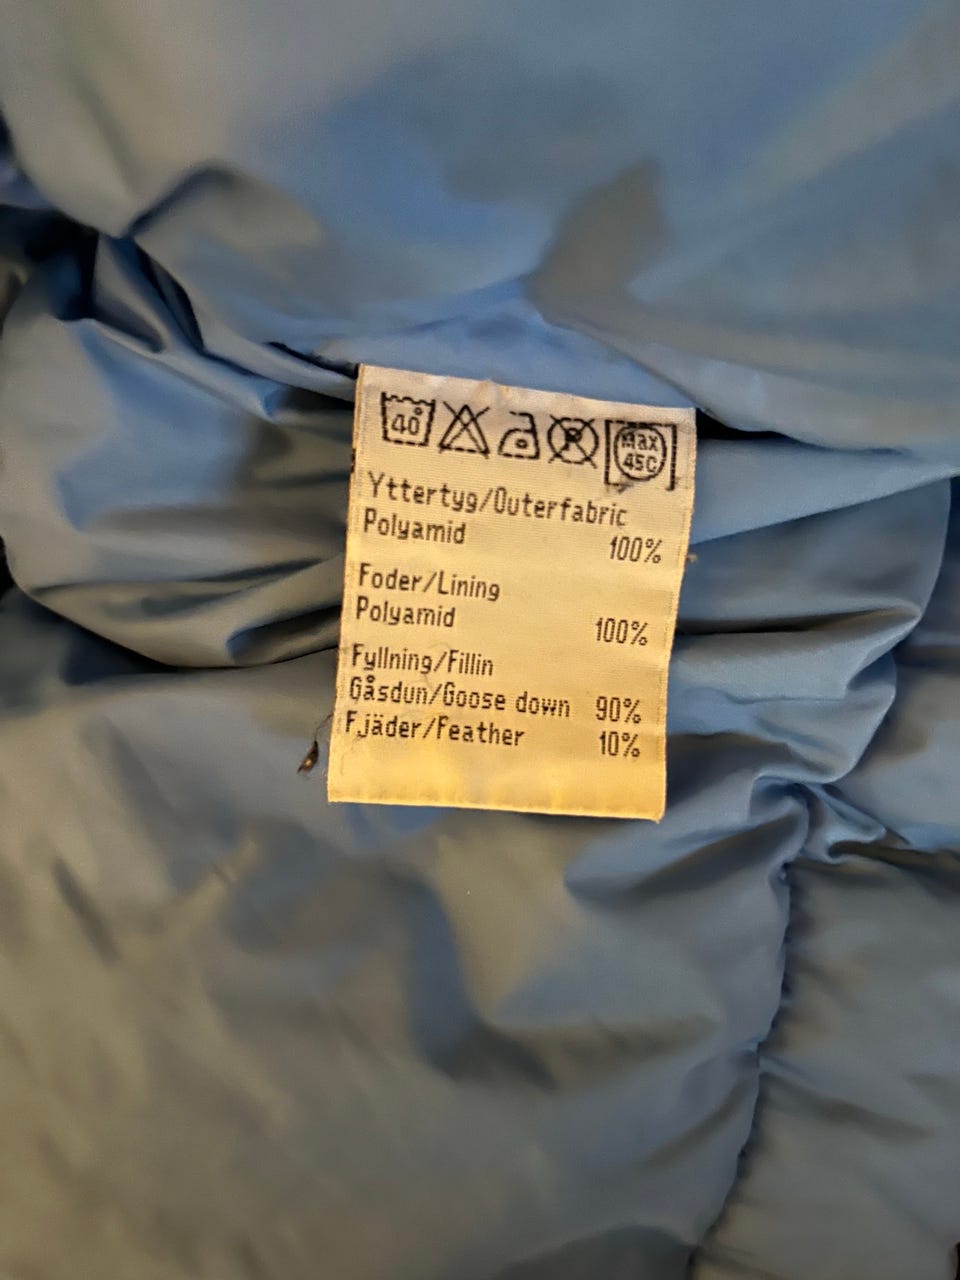 40° P Max 45C
Yttertyg/Outerfabric
Polyamid 100%
Foder/Lining
Polyamid 100%
Fyllning/Fillin
Gåsdun/Goose down 90%
Fjäder/Feather 10%